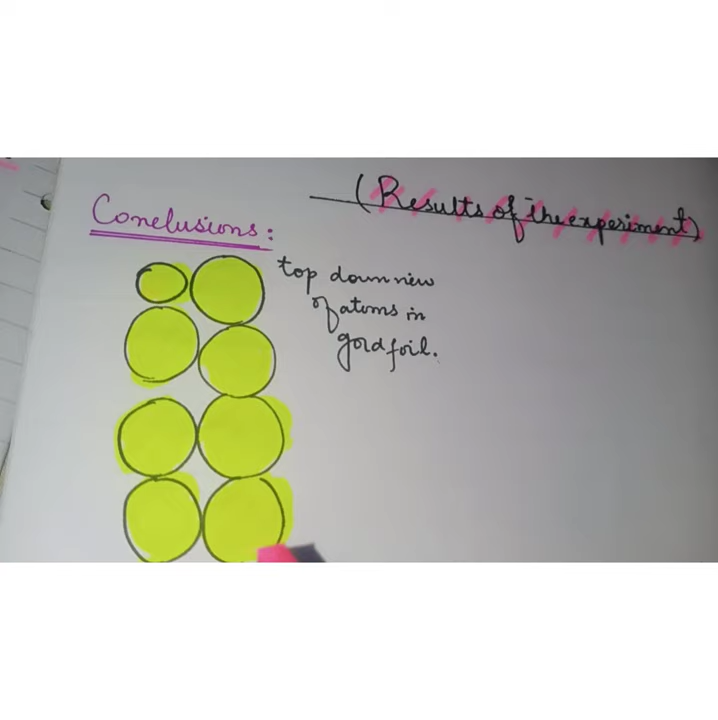 (Results of the experiment)
Conclusions:
top down view
of atoms in
gold foil.